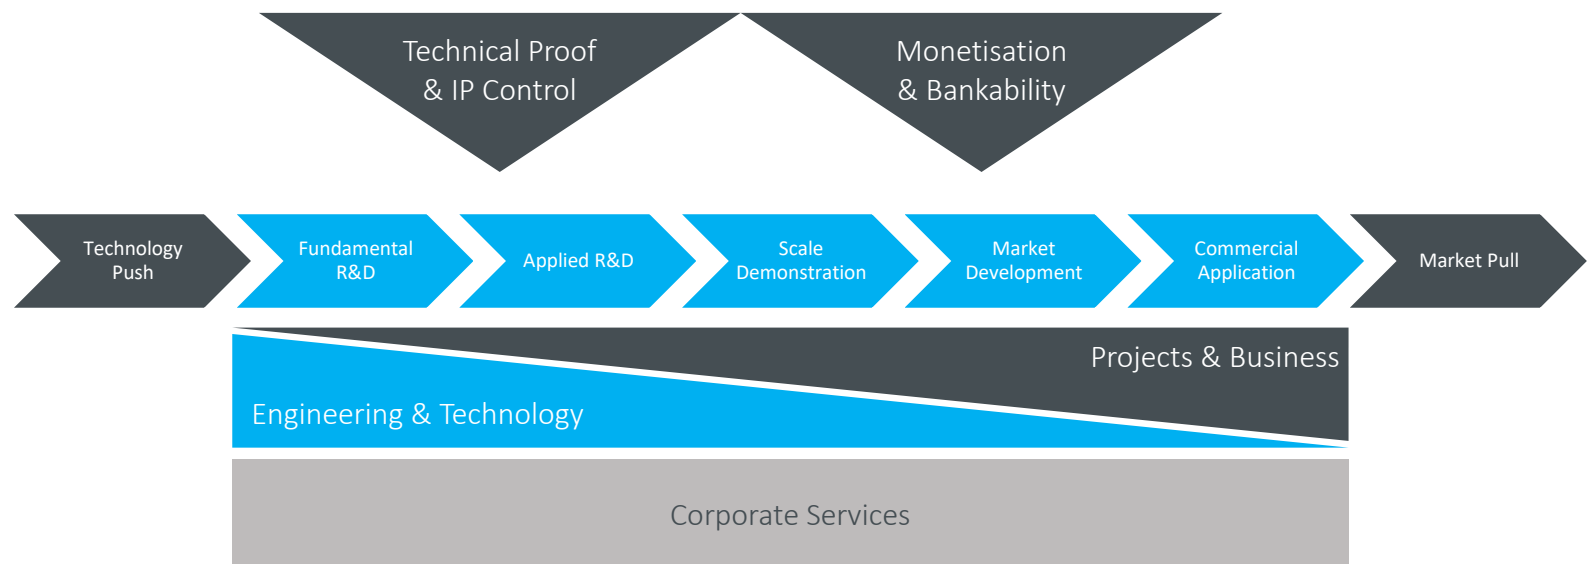 Technical Proof
& IP Control
Monetisation
& Bankability
Technology
Push
Fundamental
R&D
Applied R&D
Scale
Demonstration
Market
Development
Commercial
Application
Market Pull
Projects & Business
Engineering & Technology
Corporate Services